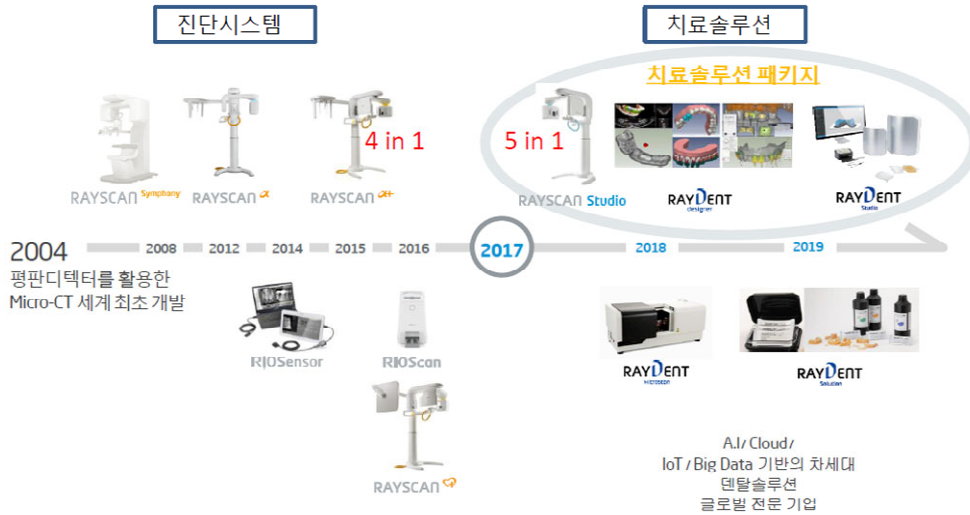 진단시스템
치료솔루션
치료솔루션 패키지
4 in 1
5 in 1
RAYSCAN Symphony
RAYSCAN α
RAYSCAN α+
RAYSCAN Studio
RAYDENT
designer
RAYDENT
Studio
2004
2008
2012
2014
2015
2016
2017
2018
2019
평판디텍터를 활용한
Micro-CT 세계 최초 개발
RIOSensor
RIOScan
RAYDENT
Microscan
RAYDENT
Solution
RAYSCAN
A.I / Cloud /
IoT / Big Data 기반의 차세대
덴탈솔루션
글로벌 전문 기업